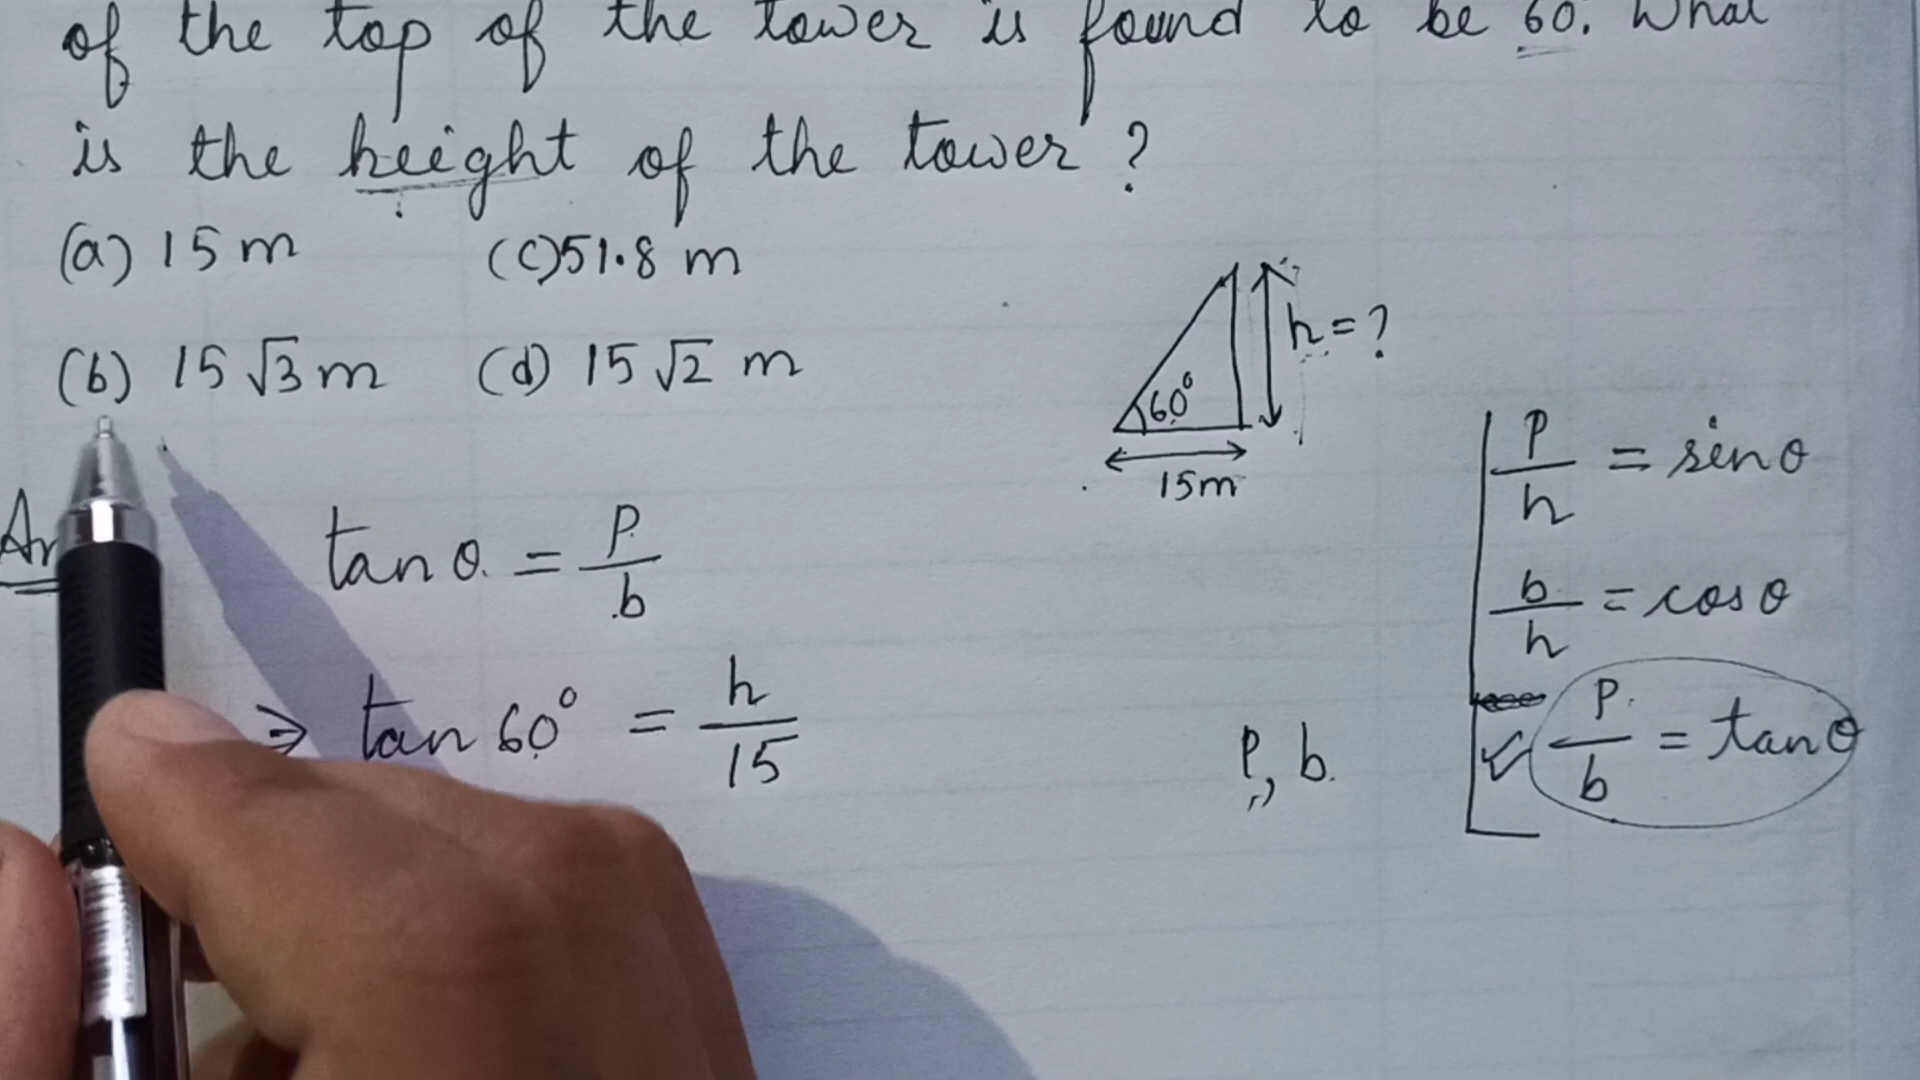 of the top of the tower is found to be 60. What
is the height of the tower ?
(a) 15 m (c) 51.8 m
(b) 15 √3 m (d) 15 √2 m
h = ?
60°
15m
tan θ = P/b
⇒ tan 60° = h/15
P, b.
P/h = sin θ
b/h = cos θ
✓ P/b = tan θ